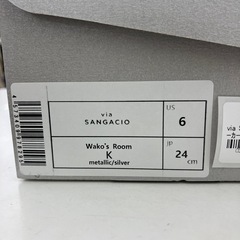 via
SANGACIO
US
6
Wako's Room
K
metallic/silver
JP
24
cm
via